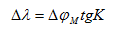 Δλ = Δφ_M tgK